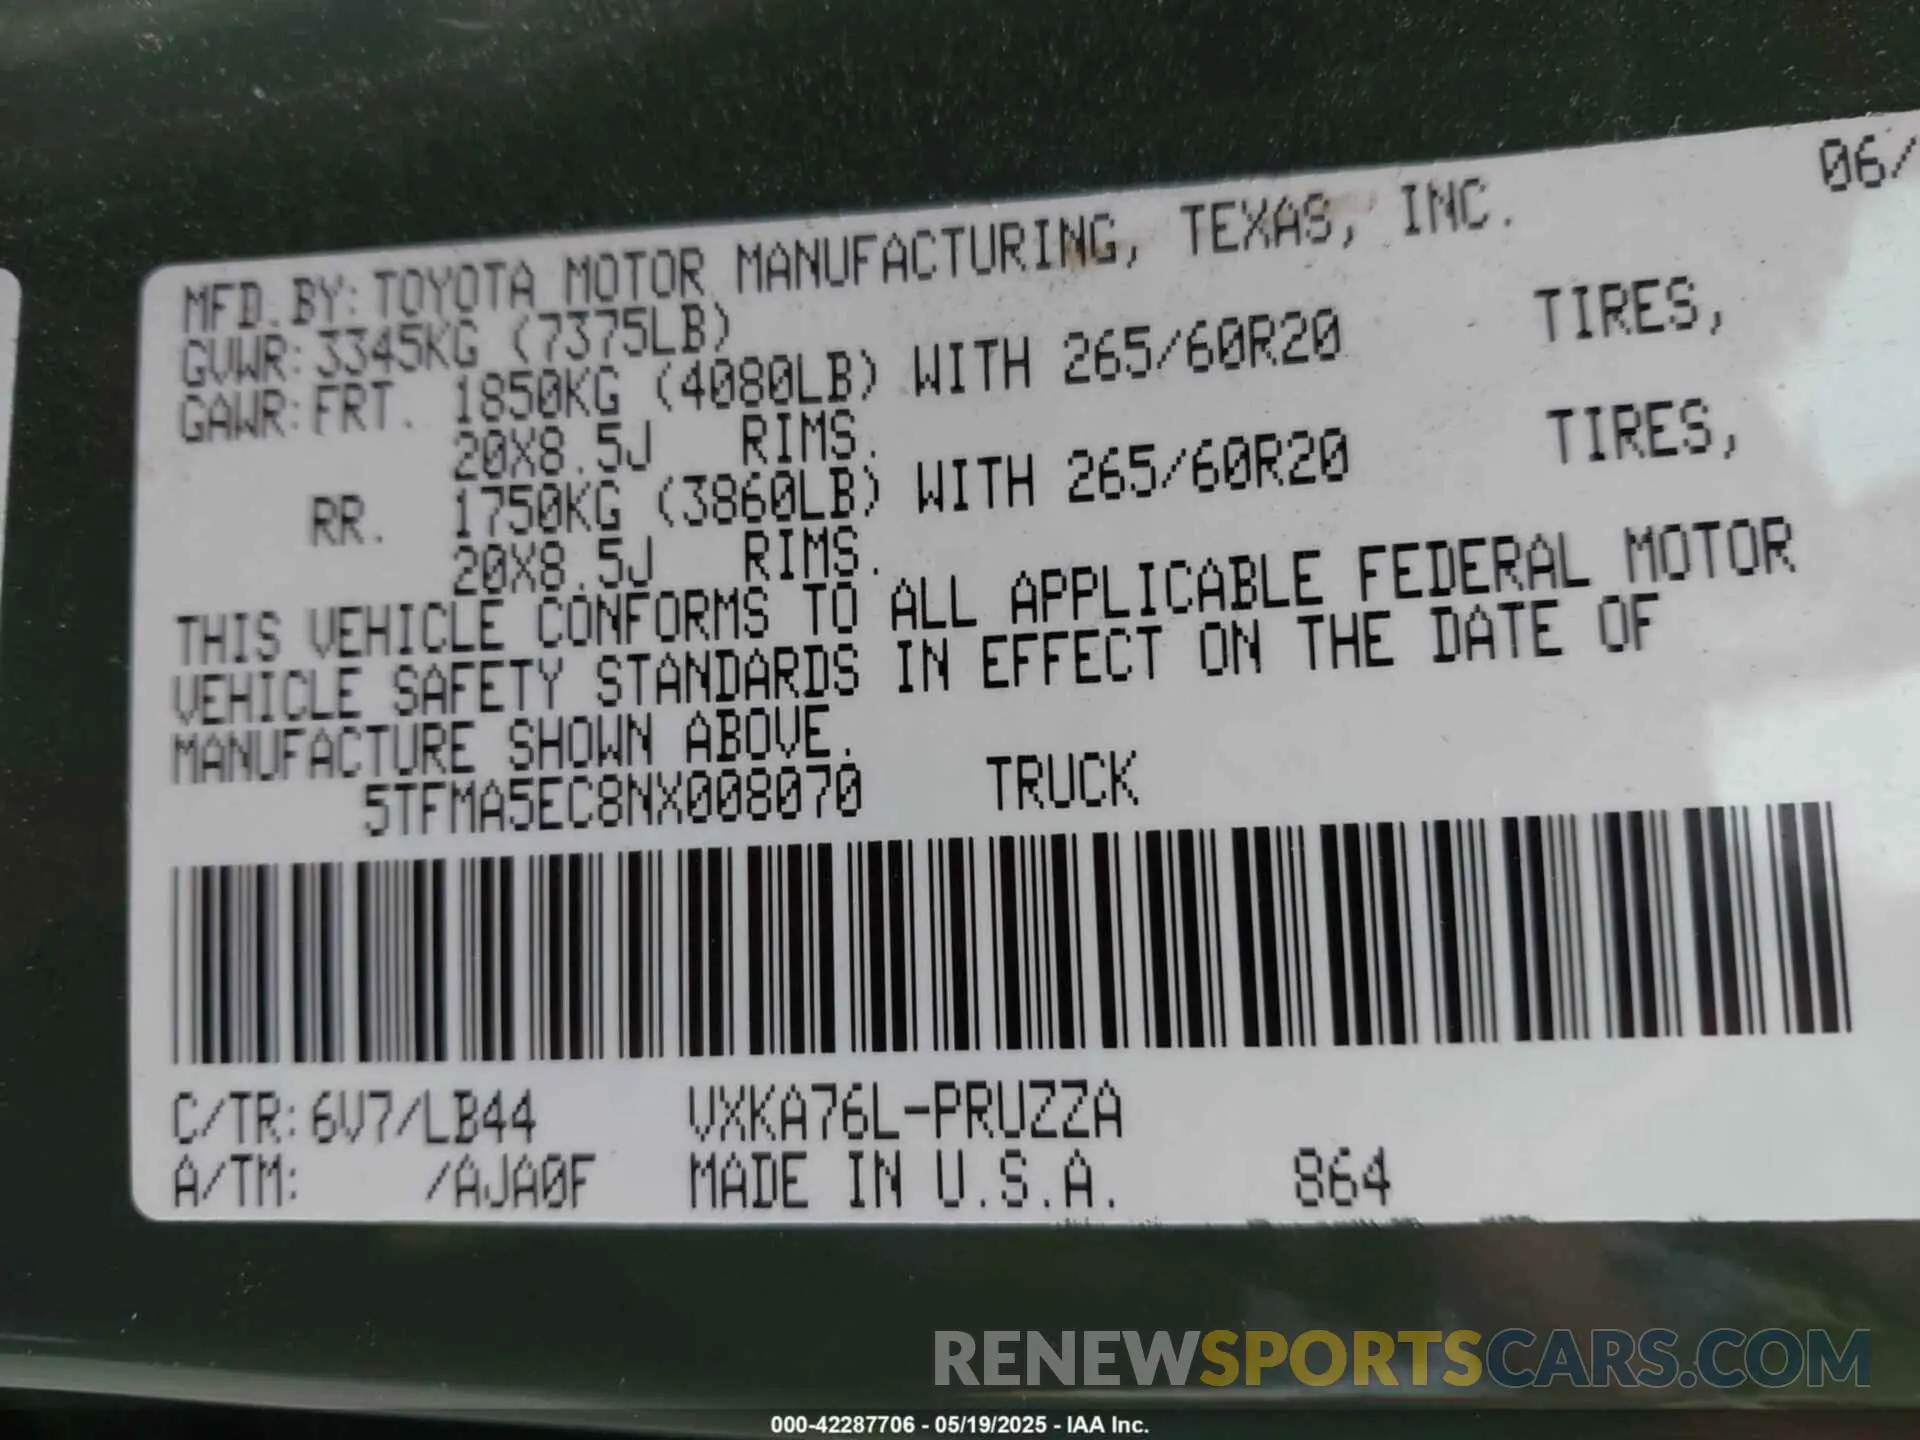 06/
MFD.BY:TOYOTA MOTOR MANUFACTURING, TEXAS, INC.
GVWR:3345KG (7375LB)
GAWR:FRT. 1850KG (4080LB) WITH 265/60R20 TIRES,
20X8.5J RIMS.
RR. 1750KG (3860LB) WITH 265/60R20 TIRES,
20X8.5J RIMS.
THIS VEHICLE CONFORMS TO ALL APPLICABLE FEDERAL MOTOR
VEHICLE SAFETY STANDARDS IN EFFECT ON THE DATE OF
MANUFACTURE SHOWN ABOVE.
5TFMA5EC8NX008070 TRUCK
C/TR:6V7/LB44 VXKA76L-PRUZZA
A/TM: /AJA0F MADE IN U.S.A. 864
RENEWSPORTSCARS.COM
000-42287706 - 05/19/2025 - IAA Inc.